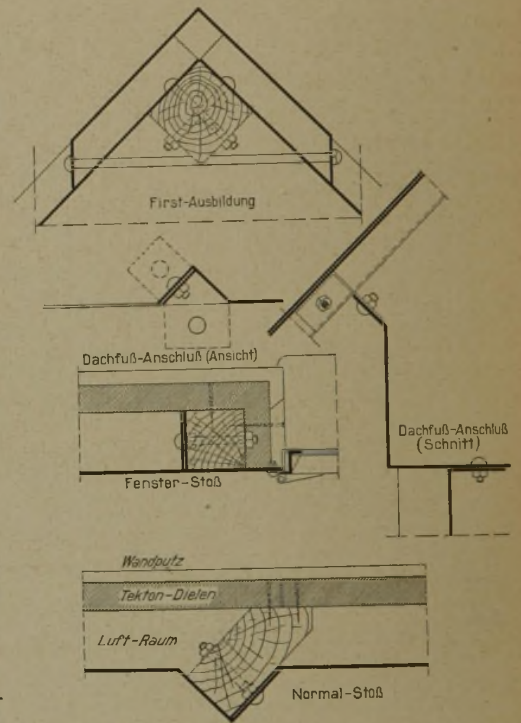 First-Ausbildung
Dachfuß-Anschluß (Ansicht)
Dachfuß-Anschluß
(Schnitt)
Fenster-Stoß
Wandputz
Tekton-Dielen
Luft-Raum
Normal-Stoß